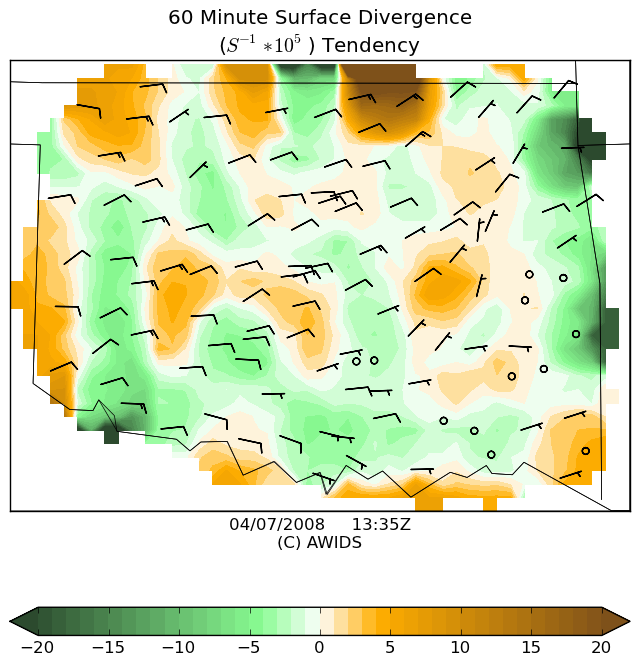 60 Minute Surface Divergence
(S⁻¹ * 10⁵ ) Tendency
04/07/2008 13:35Z
(C) AWIDS
−20 −15 −10 −5 0 5 10 15 20